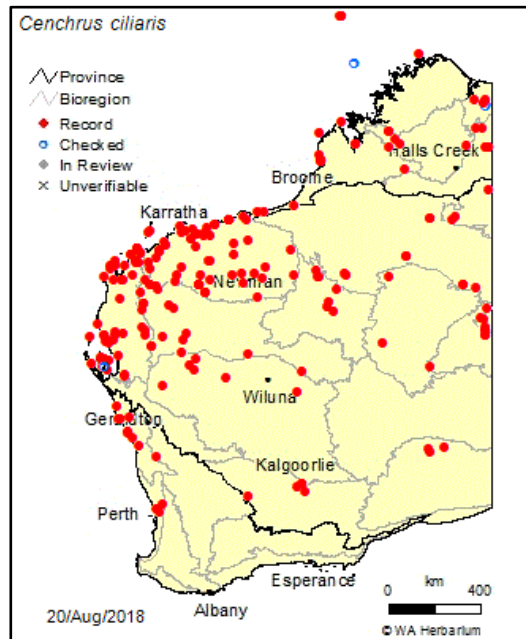 Cenchrus ciliaris
Province
Bioregion
Record
Checked
In Review
Unverifiable
Halls Creek
Broome
Karratha
Newman
Wiluna
Geraldton
Kalgoorlie
Perth
Esperance
Albany
km
0 400
20/Aug/2018
© WA Herbarium